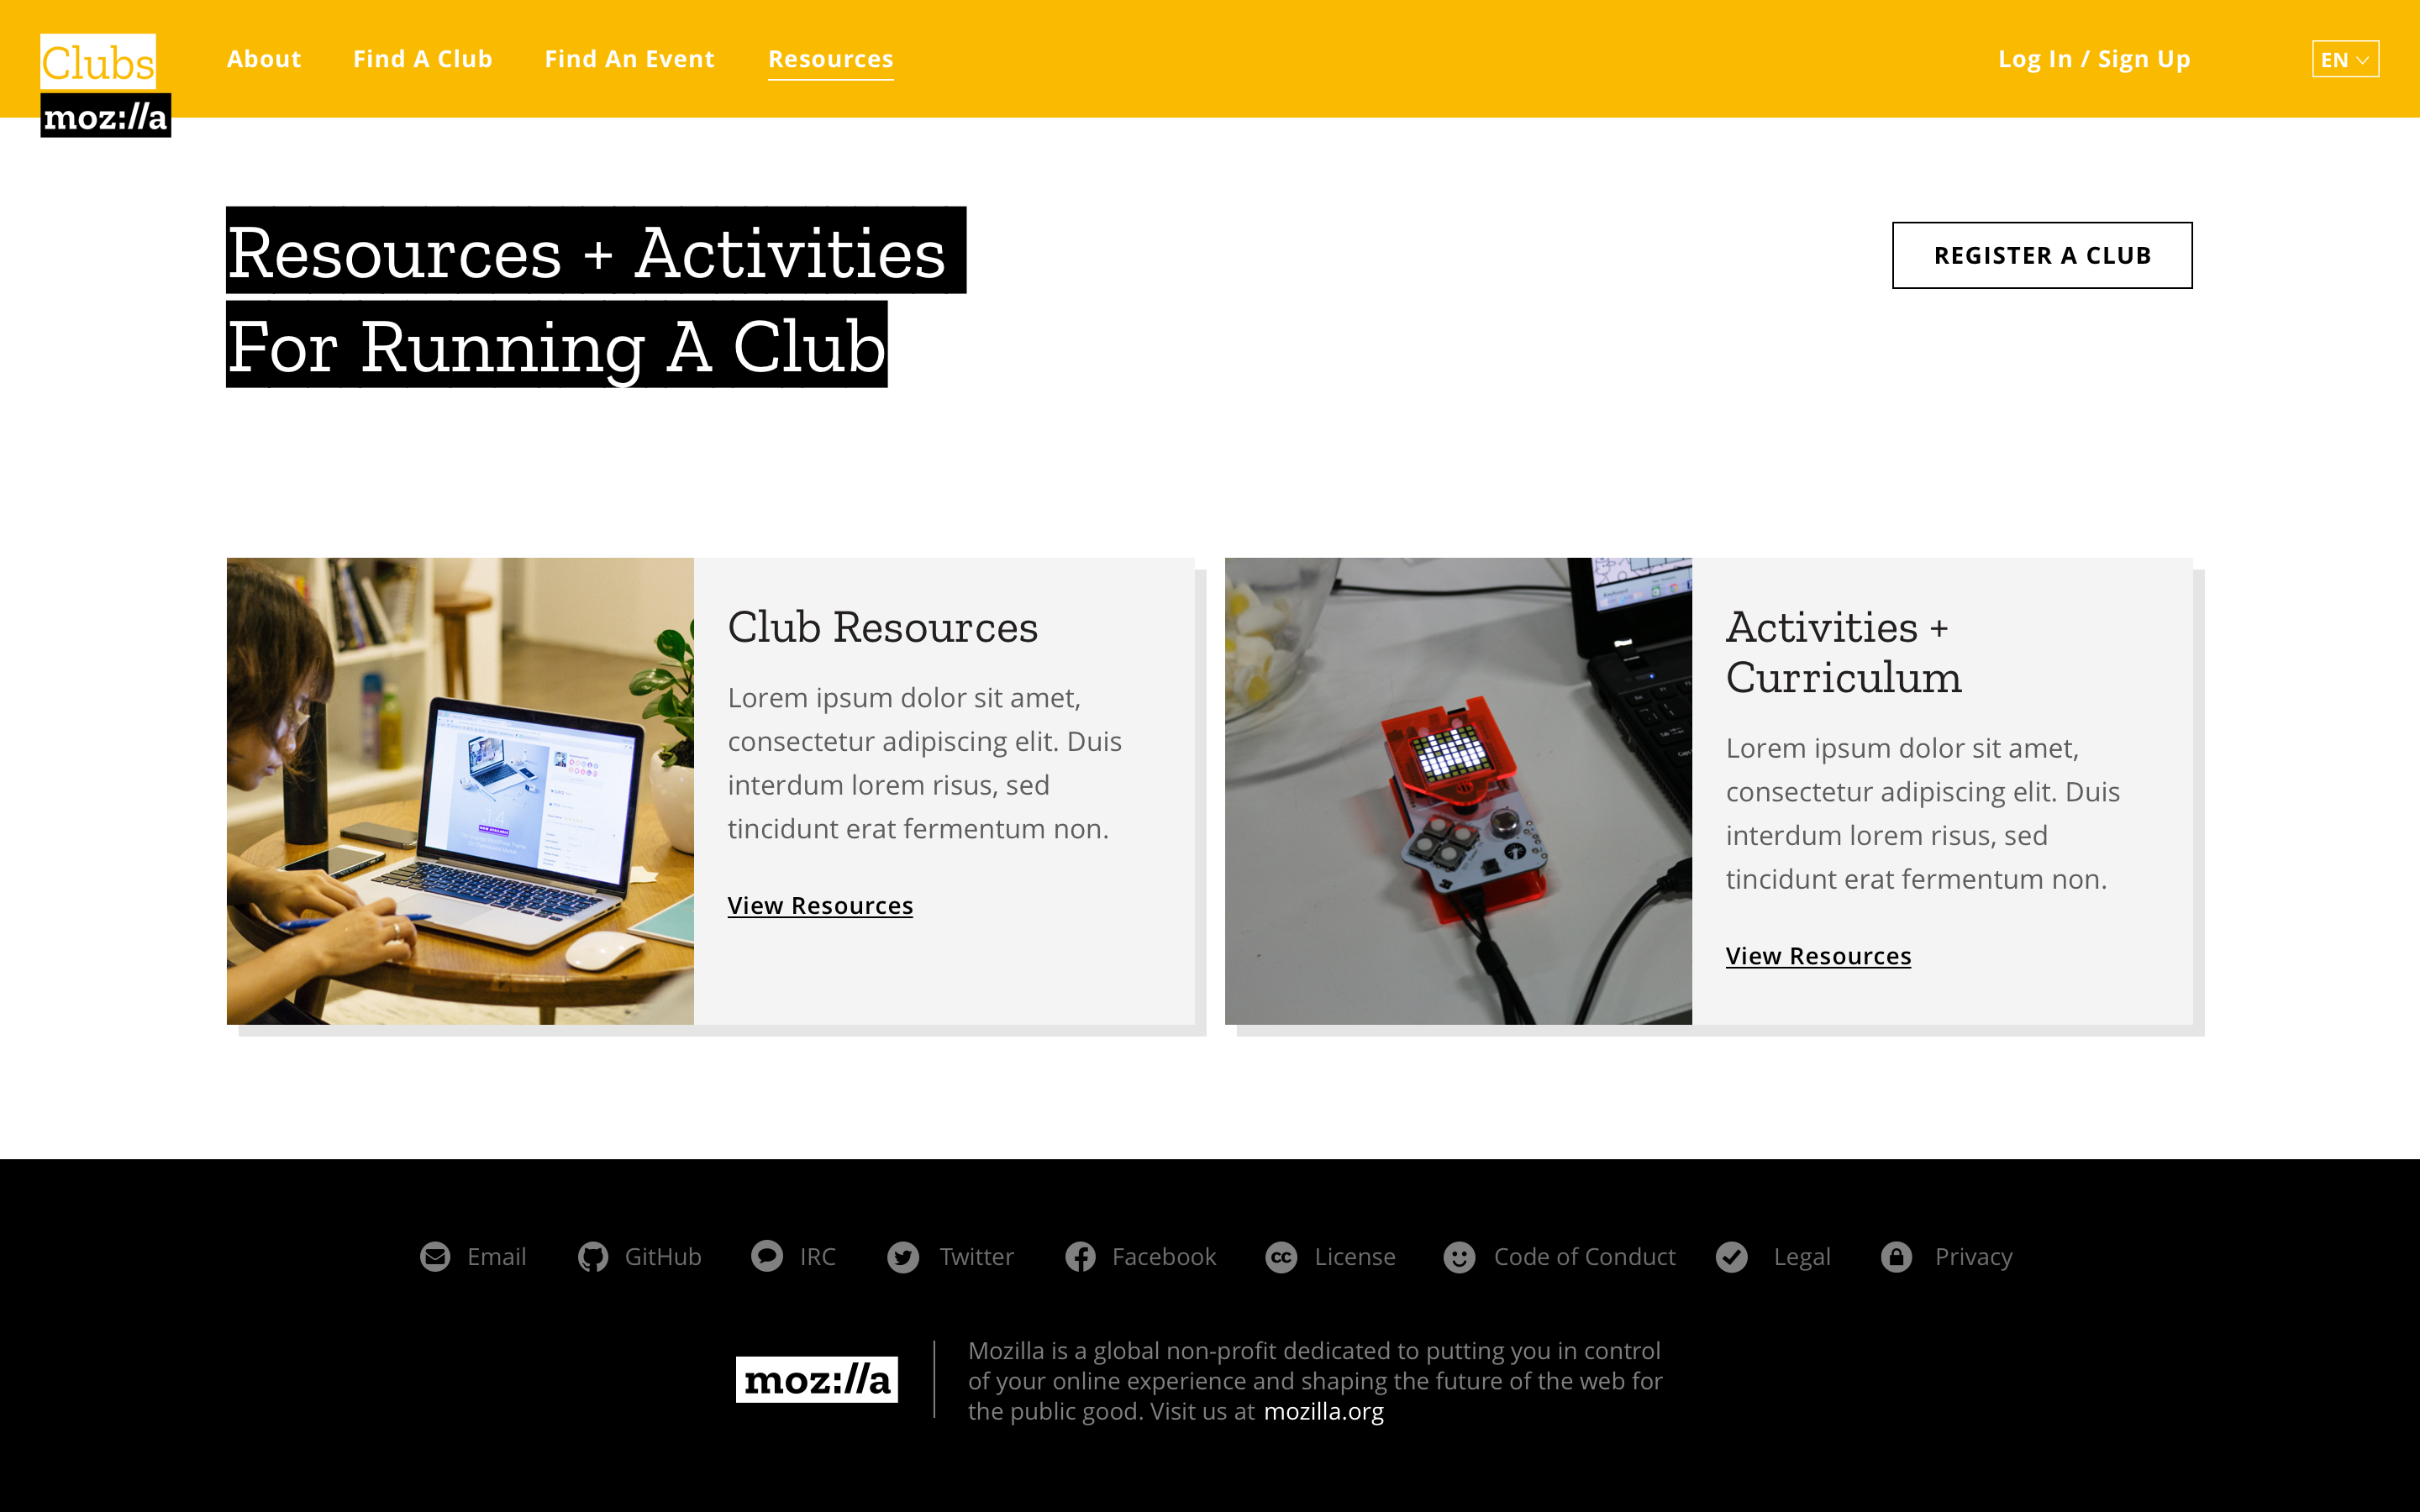 Clubs
moz://a
About
Find A Club
Find An Event
Resources
Log In / Sign Up
EN
Resources + Activities
For Running A Club
REGISTER A CLUB
Club Resources
Lorem ipsum dolor sit amet,
consectetur adipiscing elit. Duis
interdum lorem risus, sed
tincidunt erat fermentum non.
View Resources
Activities +
Curriculum
Lorem ipsum dolor sit amet,
consectetur adipiscing elit. Duis
interdum lorem risus, sed
tincidunt erat fermentum non.
View Resources
Email
GitHub
IRC
Twitter
Facebook
License
Code of Conduct
Legal
Privacy
moz://a
Mozilla is a global non-profit dedicated to putting you in control
of your online experience and shaping the future of the web for
the public good. Visit us at mozilla.org